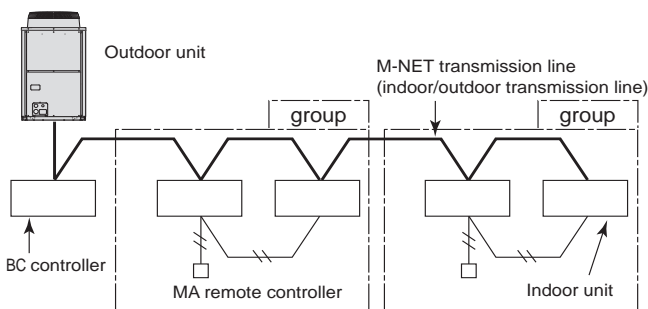 Outdoor unit
M-NET transmission line
(indoor/outdoor transmission line)
group
group
BC controller
MA remote controller
Indoor unit